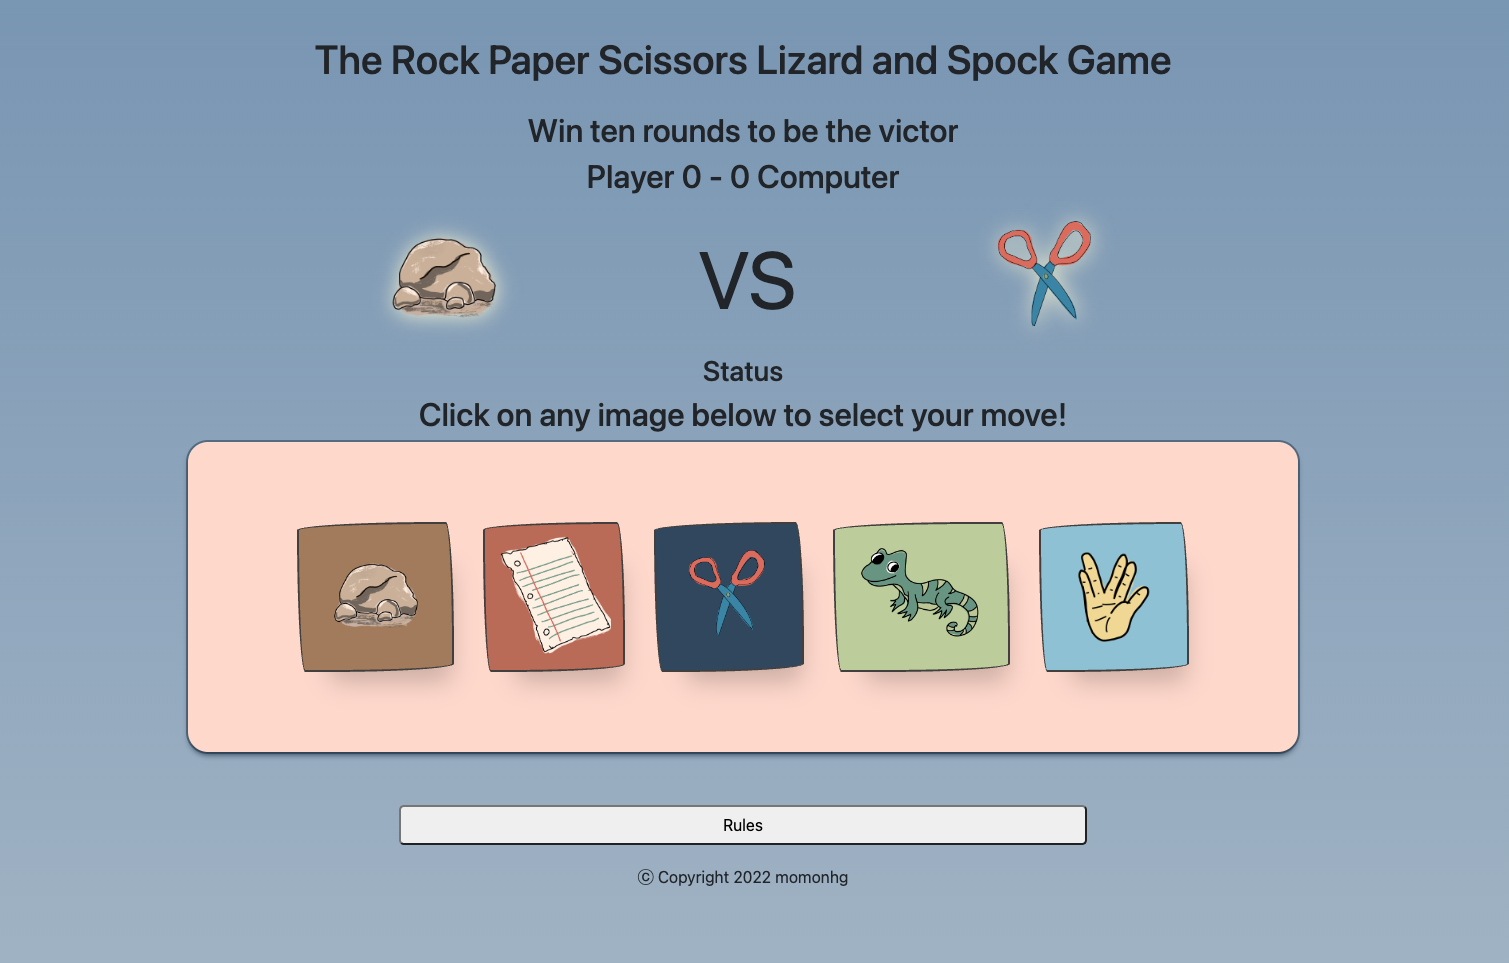 The Rock Paper Scissors Lizard and Spock Game
Win ten rounds to be the victor
Player 0 - 0 Computer
VS
Status
Click on any image below to select your move!
Rules
ⓒ Copyright 2022 momonhg